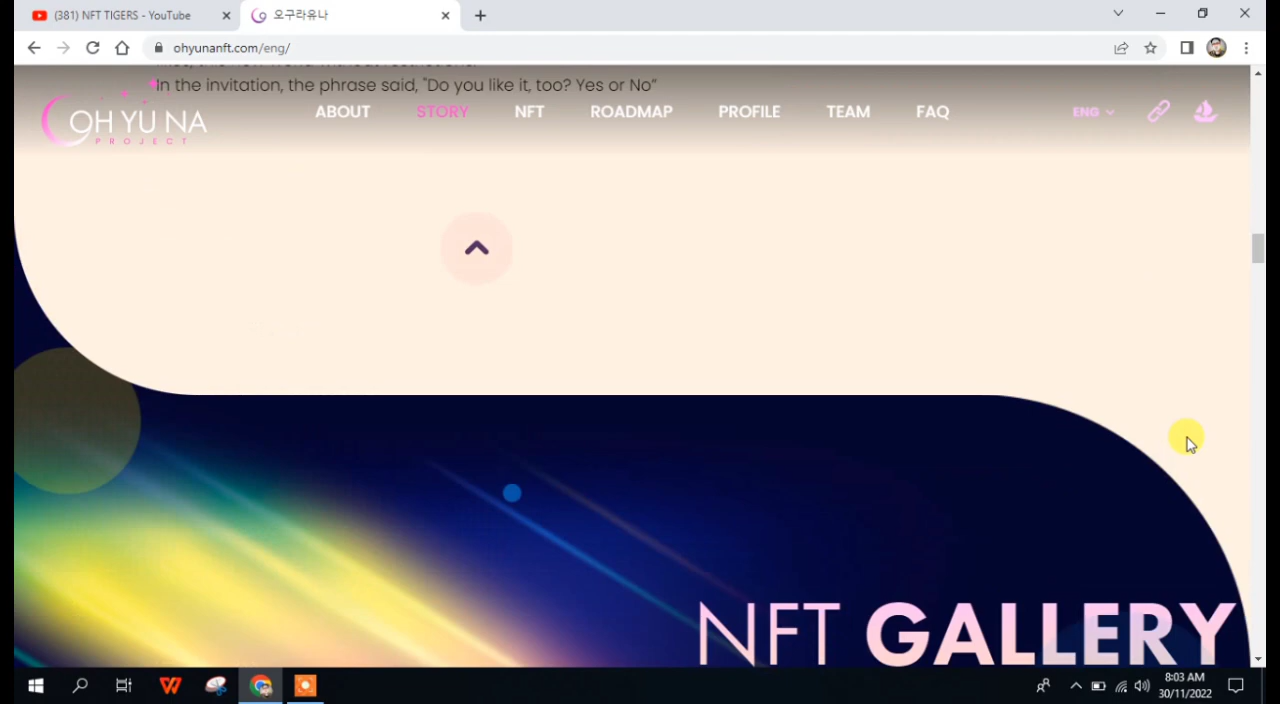 (381) NFT TIGERS - YouTube
오구라유나
ohyunanft.com/eng/
In the invitation, the phrase said, "Do you like it, too? Yes or No"
OH YU NA
PROJECT
ABOUT
STORY
NFT
ROADMAP
PROFILE
TEAM
FAQ
ENG
NFT GALLERY
8:03 AM
30/11/2022